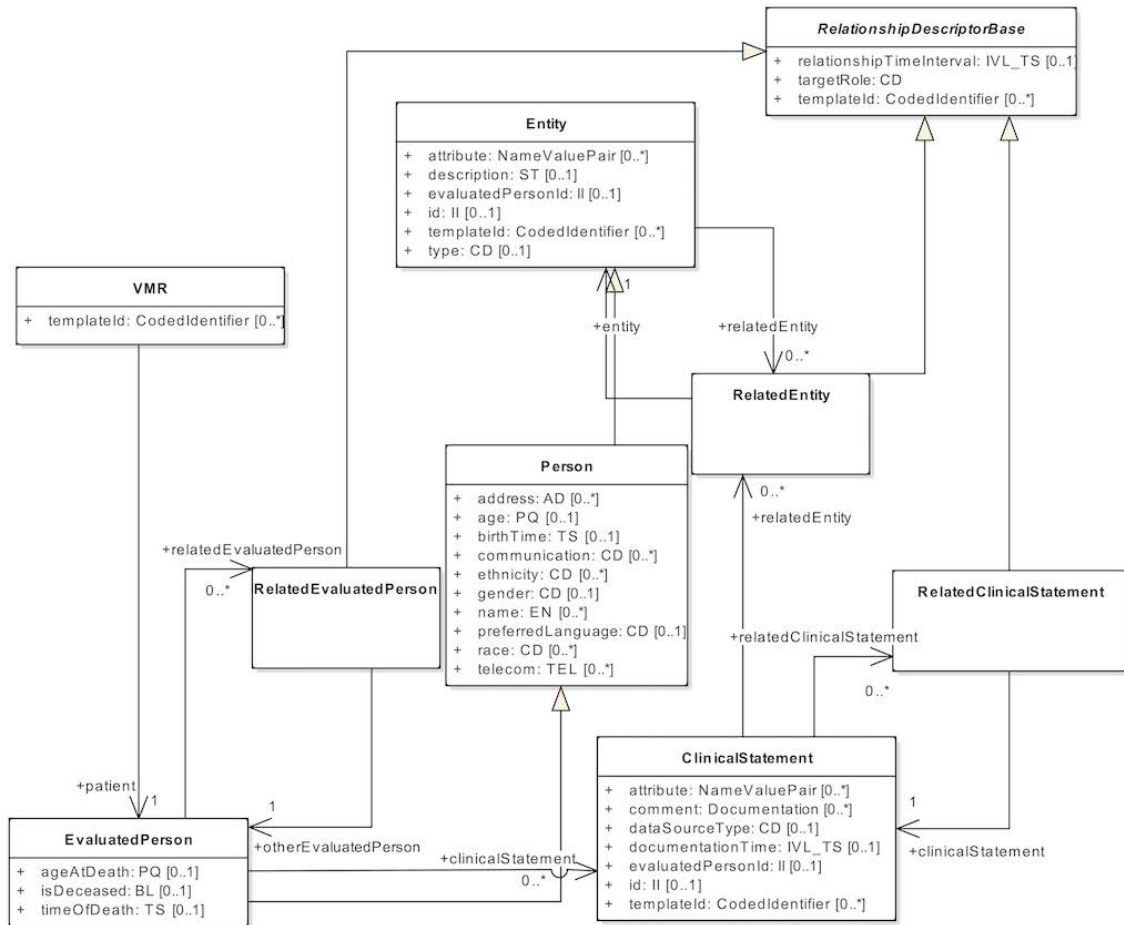 RelationshipDescriptorBase
+ relationshipTimeInterval: IVL_TS [0..1]
+ targetRole: CD
+ templateId: CodedIdentifier [0..*]
Entity
+ attribute: NameValuePair [0..*]
+ description: ST [0..1]
+ evaluatedPersonId: II [0..1]
+ id: II [0..1]
+ templateId: CodedIdentifier [0..*]
+ type: CD [0..1]
VMR
+ templateId: CodedIdentifier [0..*]
1
+entity
+relatedEntity
0..*
RelatedEntity
Person
+ address: AD [0..*]
+ age: PQ [0..1]
+ birthTime: TS [0..1]
+ communication: CD [0..*]
+ ethnicity: CD [0..*]
+ gender: CD [0..1]
+ name: EN [0..*]
+ preferredLanguage: CD [0..1]
+ race: CD [0..*]
+ telecom: TEL [0..*]
0..*
+relatedEntity
+relatedEvaluatedPerson
0..*
RelatedEvaluatedPerson
RelatedClinicalStatement
+relatedClinicalStatement
0..*
ClinicalStatement
+ attribute: NameValuePair [0..*]
+ comment: Documentation [0..*]
+ dataSourceType: CD [0..1]
+ documentationTime: IVL_TS [0..1]
+ evaluatedPersonId: II [0..1]
+ id: II [0..1]
+ templateId: CodedIdentifier [0..*]
1
+clinicalStatement
+patient
1
1
+otherEvaluatedPerson
EvaluatedPerson
+ ageAtDeath: PQ [0..1]
+ isDeceased: BL [0..1]
+ timeOfDeath: TS [0..1]
+clinicalStatement
0..*